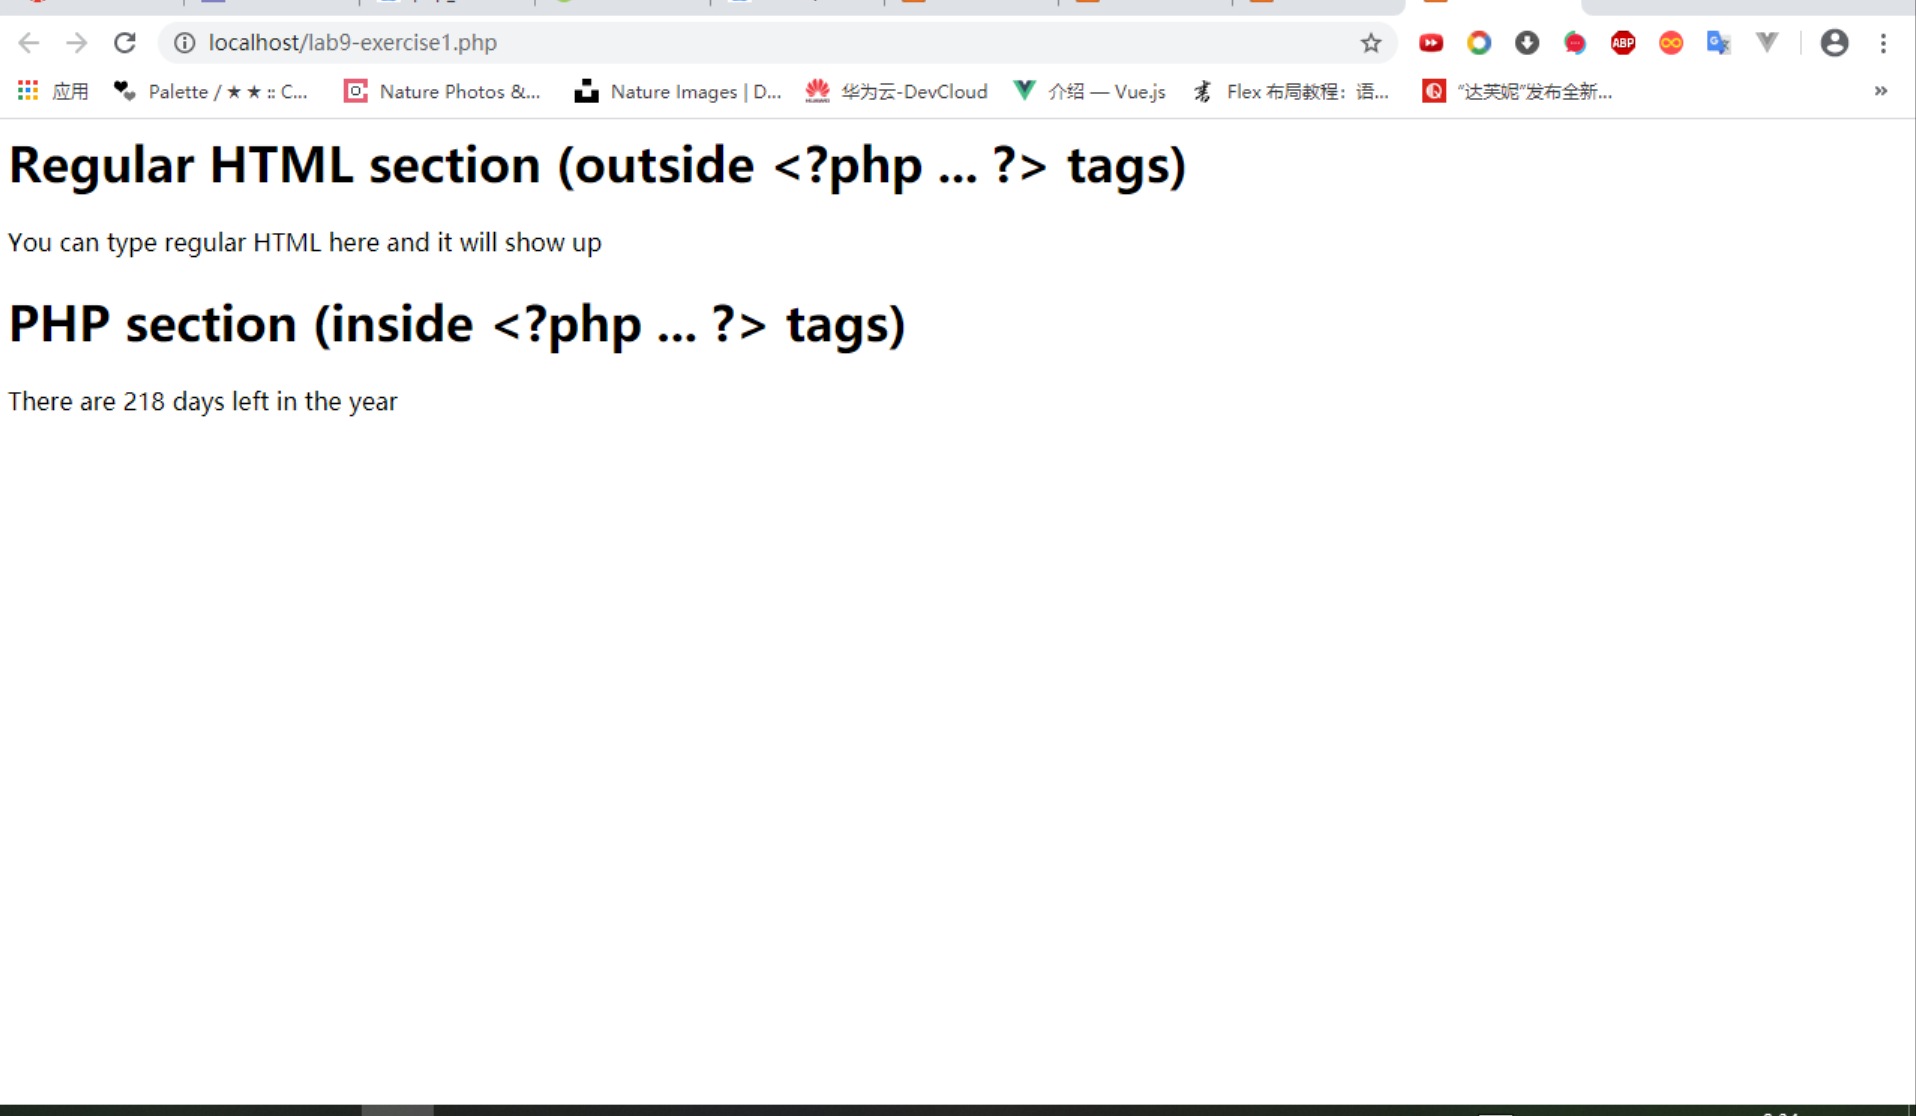 localhost/lab9-exercise1.php
ABP
应用
Palette / ★ ★ :: C...
Nature Photos &...
Nature Images | D...
华为云-DevCloud
介绍 — Vue.js
Flex 布局教程：语...
“达芙妮”发布全新...
»
Regular HTML section (outside <?php ... ?> tags)
You can type regular HTML here and it will show up
PHP section (inside <?php ... ?> tags)
There are 218 days left in the year